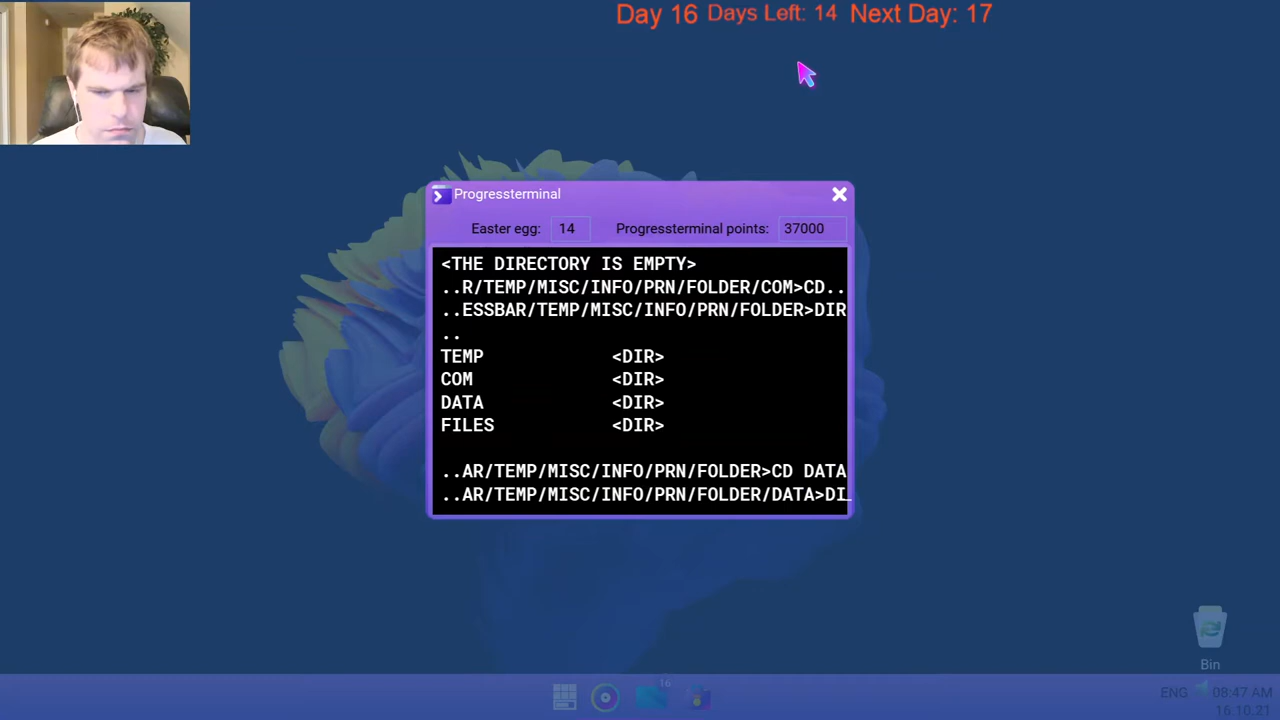 Day 16 Days Left: 14 Next Day: 17
Progressterminal
Easter egg: 14 Progressterminal points: 37000
<THE DIRECTORY IS EMPTY>
..R/TEMP/MISC/INFO/PRN/FOLDER/COM>CD..
..ESSBAR/TEMP/MISC/INFO/PRN/FOLDER>DIR
..
TEMP <DIR>
COM <DIR>
DATA <DIR>
FILES <DIR>
..AR/TEMP/MISC/INFO/PRN/FOLDER>CD DATA
..AR/TEMP/MISC/INFO/PRN/FOLDER/DATA>DI_
Bin
16
ENG 08:47 AM
16.10.21